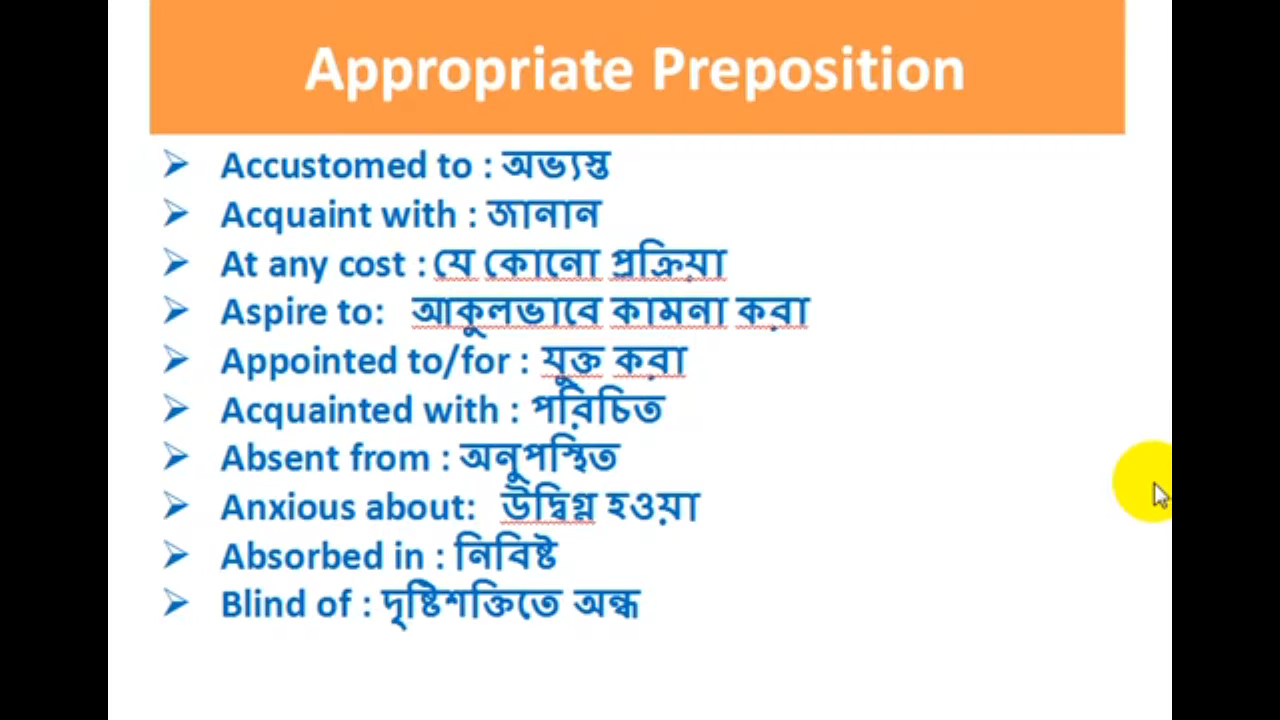 Appropriate Preposition
Accustomed to : অভ্যস্ত
Acquaint with : জানান
At any cost : যে কোনো প্রক্রিয়া
Aspire to: আকুলভাবে কামনা করা
Appointed to/for : যুক্ত করা
Acquainted with : পরিচিত
Absent from : অনুপস্থিত
Anxious about: উদ্বিগ্ন হওয়া
Absorbed in : নিবিষ্ট
Blind of : দৃষ্টিশক্তিতে অন্ধ